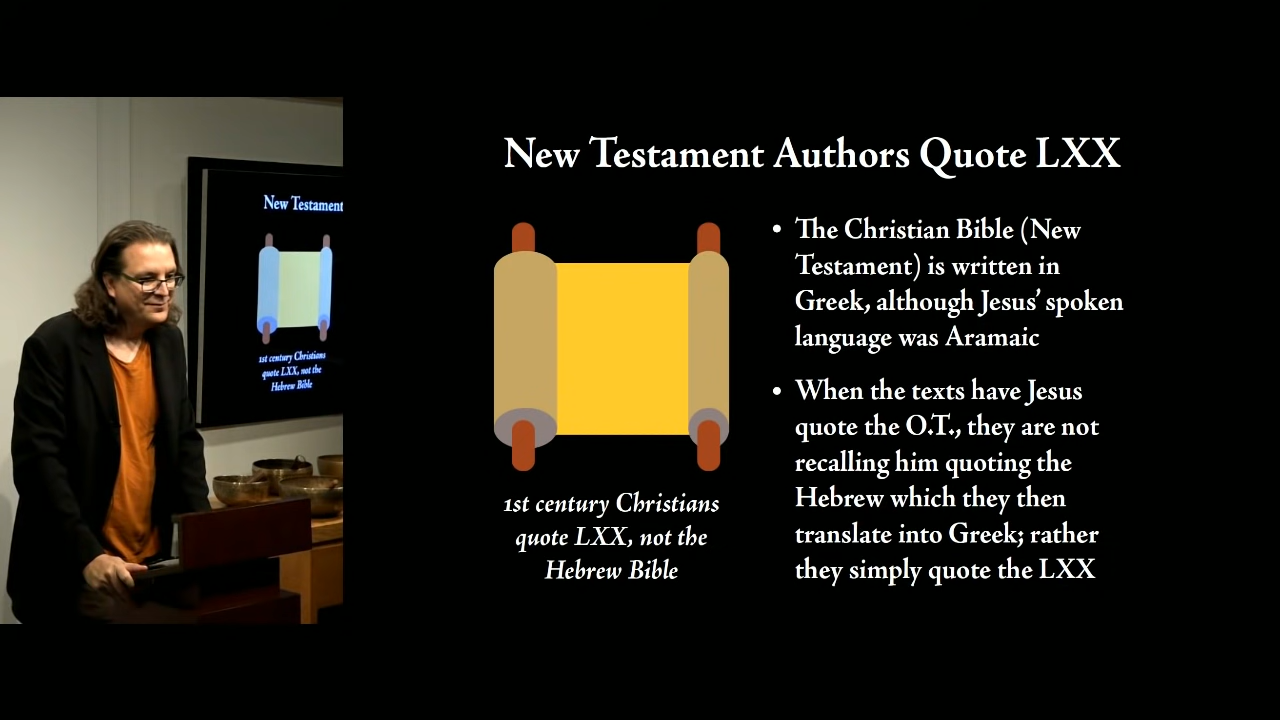 New Testament Authors Quote LXX
• The Christian Bible (New
Testament) is written in
Greek, although Jesus’ spoken
language was Aramaic
• When the texts have Jesus
quote the O.T., they are not
recalling him quoting the
Hebrew which they then
translate into Greek; rather
they simply quote the LXX
1st century Christians
quote LXX, not the
Hebrew Bible
New Testament
1st century Christians
quote LXX, not the
Hebrew Bible